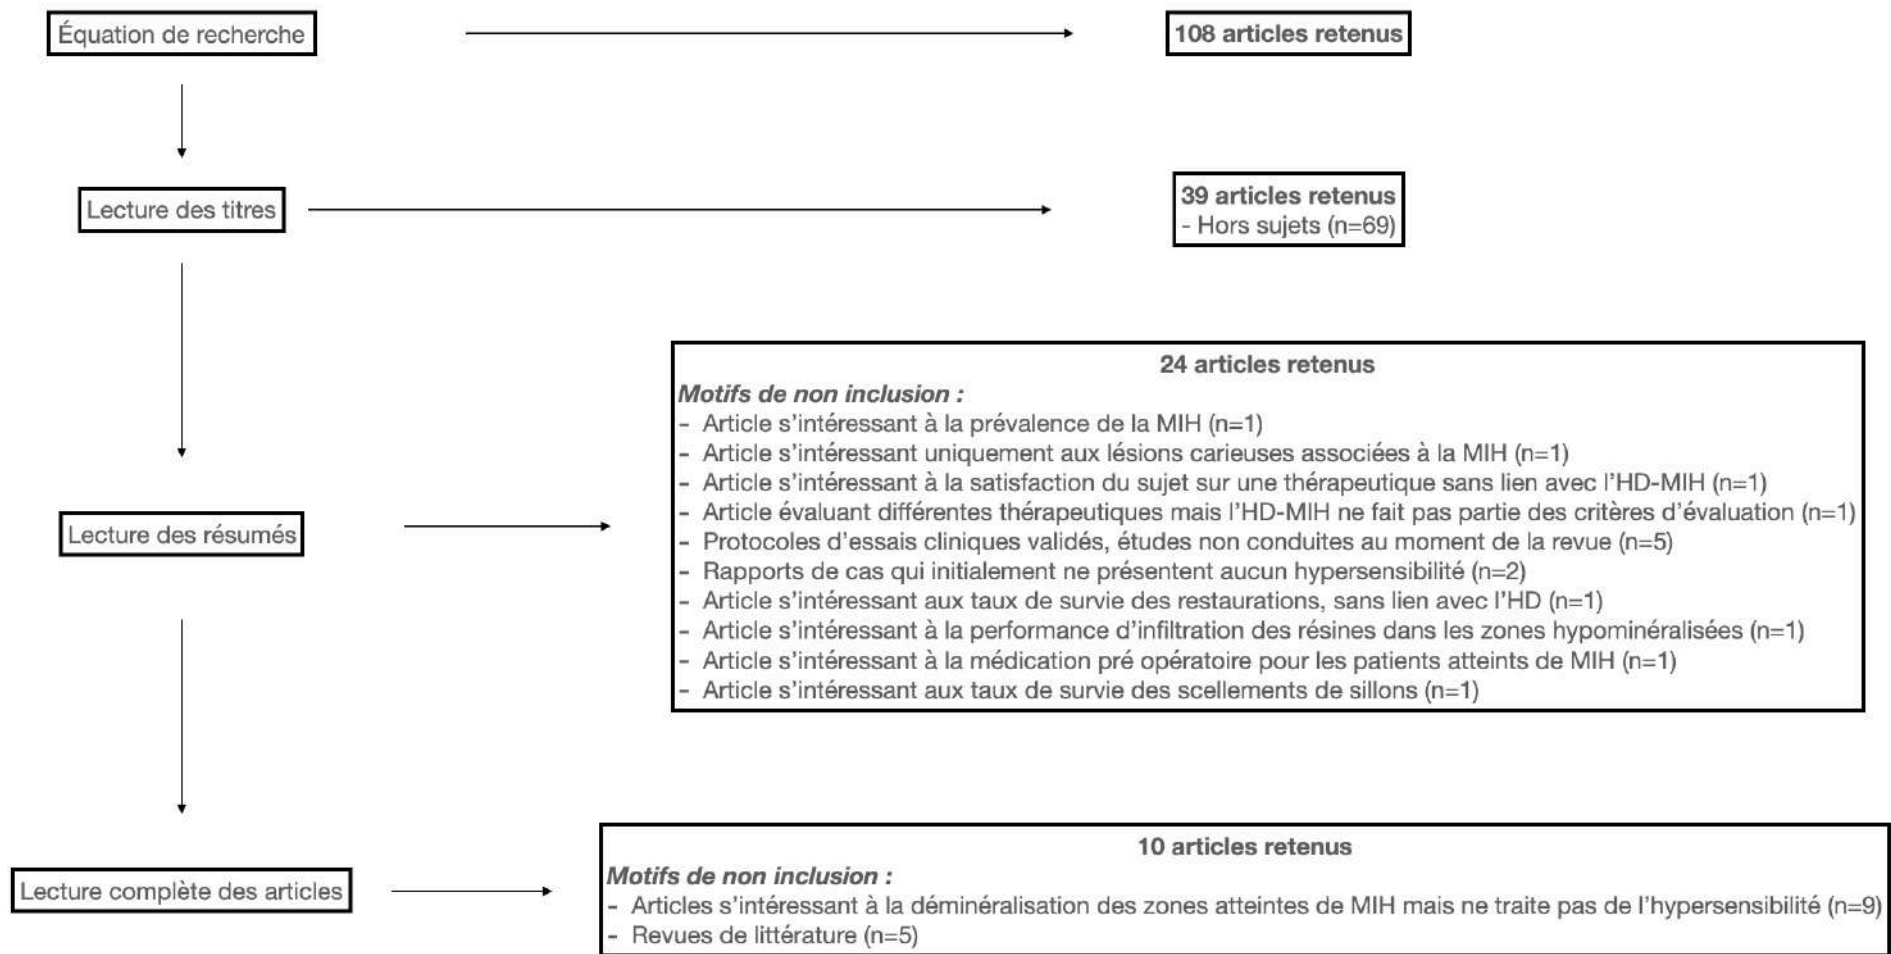 Équation de recherche
108 articles retenus
Lecture des titres
39 articles retenus
- Hors sujets (n=69)
Lecture des résumés
24 articles retenus
Motifs de non inclusion :
- Article s'intéressant à la prévalence de la MIH (n=1)
- Article s'intéressant uniquement aux lésions carieuses associées à la MIH (n=1)
- Article s'intéressant à la satisfaction du sujet sur une thérapeutique sans lien avec l'HD-MIH (n=1)
- Article évaluant différentes thérapeutiques mais l'HD-MIH ne fait pas partie des critères d'évaluation (n=1)
- Protocoles d'essais cliniques validés, études non conduites au moment de la revue (n=5)
- Rapports de cas qui initialement ne présentent aucun hypersensibilité (n=2)
- Article s'intéressant aux taux de survie des restaurations, sans lien avec l'HD (n=1)
- Article s'intéressant à la performance d'infiltration des résines dans les zones hypominéralisées (n=1)
- Article s'intéressant à la médication pré opératoire pour les patients atteints de MIH (n=1)
- Article s'intéressant aux taux de survie des scellements de sillons (n=1)
Lecture complète des articles
10 articles retenus
Motifs de non inclusion :
- Articles s'intéressant à la déminéralisation des zones atteintes de MIH mais ne traite pas de l'hypersensibilité (n=9)
- Revues de littérature (n=5)